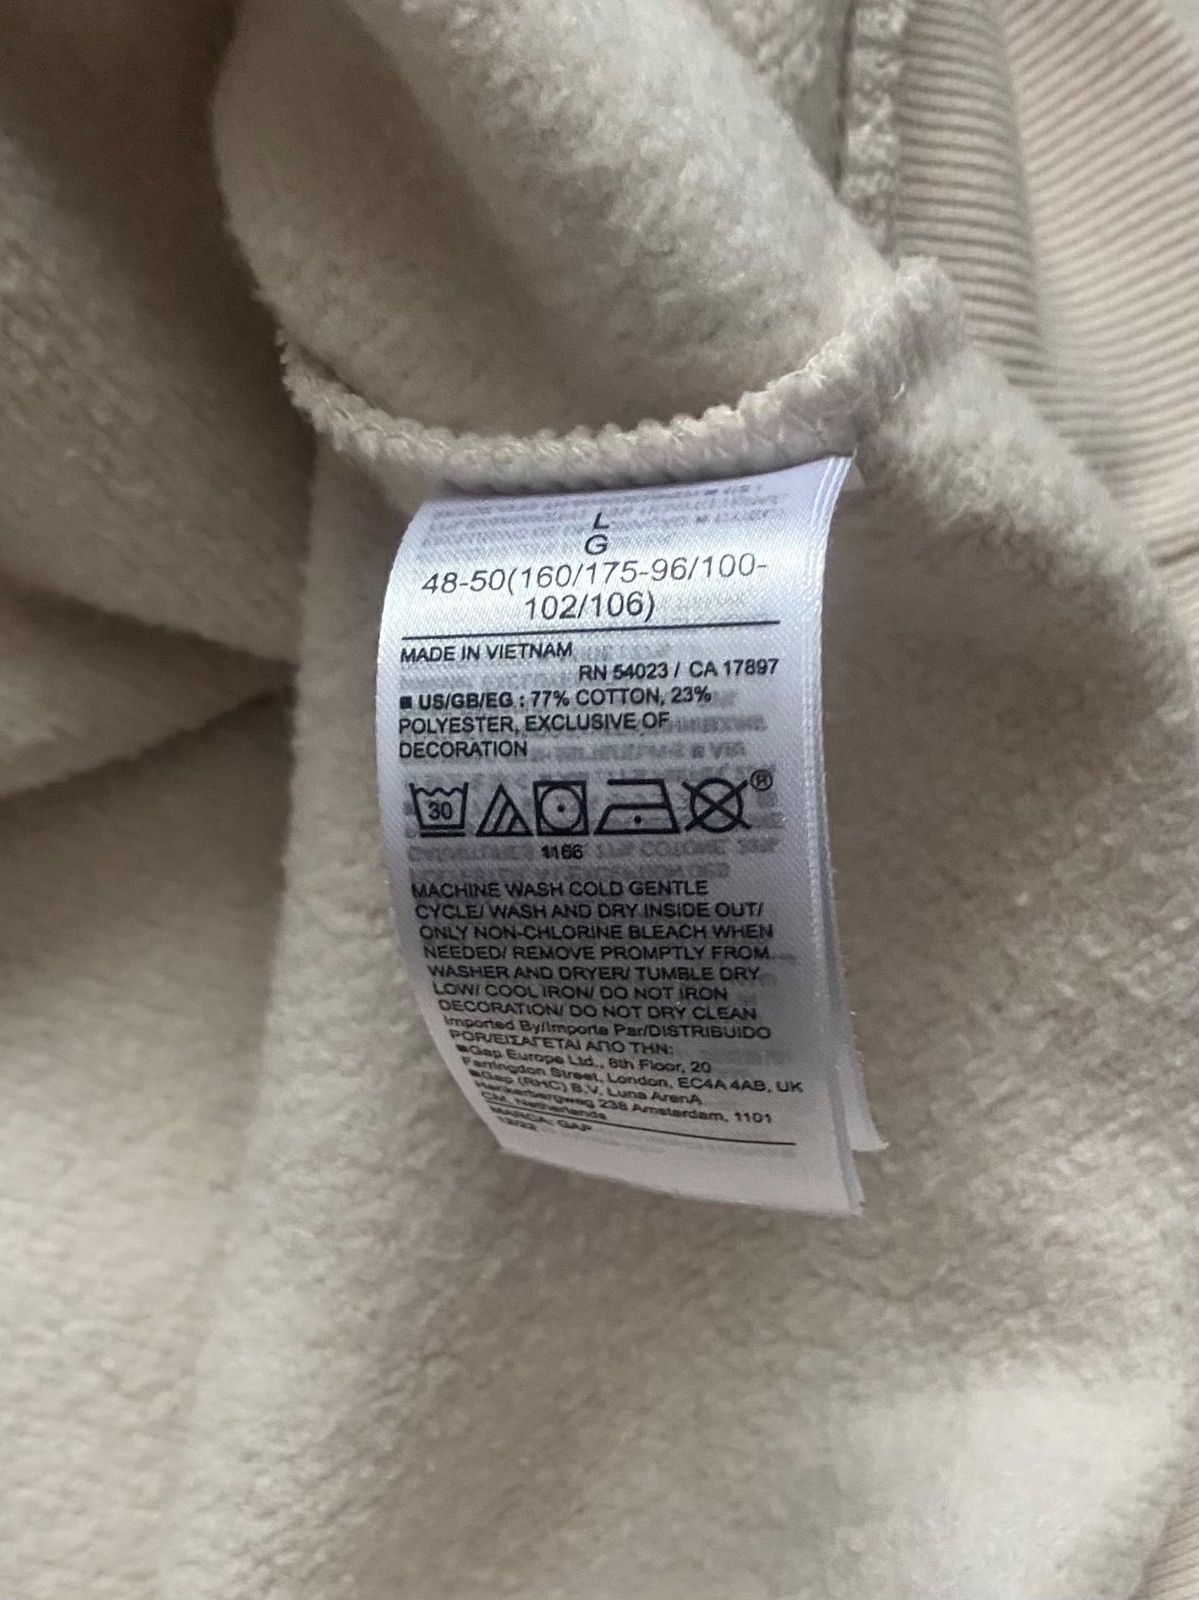 L
G
48-50(160/175-96/100-
102/106)
MADE IN VIETNAM
RN 54023 / CA 17897
■ US/GB/EG : 77% COTTON, 23%
POLYESTER, EXCLUSIVE OF
DECORATION
30
®
1166
MACHINE WASH COLD GENTLE
CYCLE/ WASH AND DRY INSIDE OUT/
ONLY NON-CHLORINE BLEACH WHEN
NEEDED/ REMOVE PROMPTLY FROM
WASHER AND DRYER/ TUMBLE DRY
LOW/ COOL IRON/ DO NOT IRON
DECORATION/ DO NOT DRY CLEAN
Imported By/Importe Par/DISTRIBUIDO
POR/ΕΙΣΑΓΕΤΑΙ ΑΠΟ ΤΗΝ:
■Gap Europe Ltd., 8th Floor, 20
Farringdon Street, London, EC4A 4AB, UK
■Gap (RHC) B.V. Luna ArenA
Herikerbergweg 238 Amsterdam, 1101
CM, Netherlands
MARCA: GAP
12/22